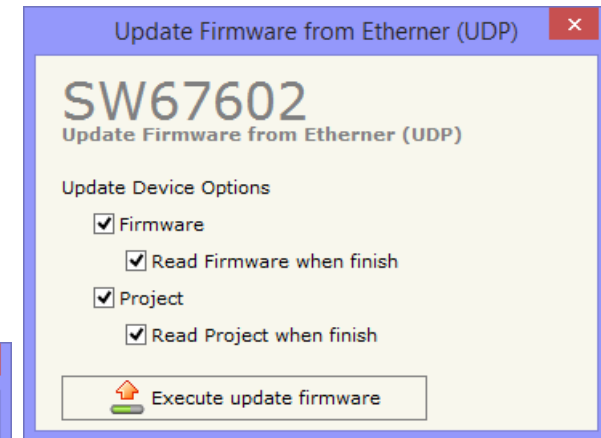 Update Firmware from Etherner (UDP)
SW67602
Update Firmware from Etherner (UDP)
Update Device Options
Firmware
Read Firmware when finish
Project
Read Project when finish
Execute update firmware